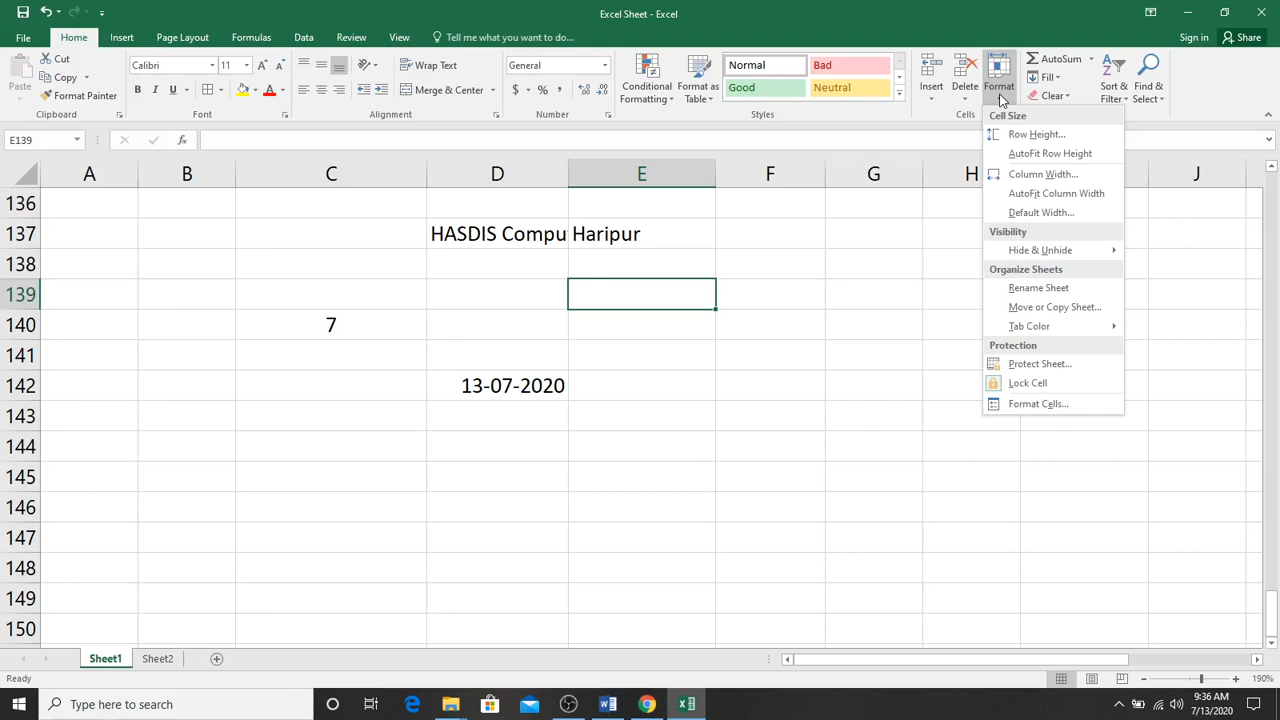 Excel Sheet - Excel
File Home Insert Page Layout Formulas Data Review View Tell me what you want to do... Sign in Share
Paste
Cut
Copy
Format Painter
Clipboard
Calibri 11
B I U
Font
Wrap Text
Merge & Center
Alignment
General
$ % ,
Number
Conditional Formatting
Format as Table
Normal Bad
Good Neutral
Styles
Insert Delete Format
Cells
AutoSum
Fill
Clear
Sort & Filter
Find & Select
Cell Size
Row Height...
AutoFit Row Height
Column Width...
AutoFit Column Width
Default Width...
Visibility
Hide & Unhide
Organize Sheets
Rename Sheet
Move or Copy Sheet...
Tab Color
Protection
Protect Sheet...
Lock Cell
Format Cells...
E139 fx
A B C D E F G H J
136
137 HASDIS Compu Haripur
138
139
140 7
141
142 13-07-2020
143
144
145
146
147
148
149
150
Sheet1 Sheet2
Ready 190%
Type here to search
9:36 AM
7/13/2020